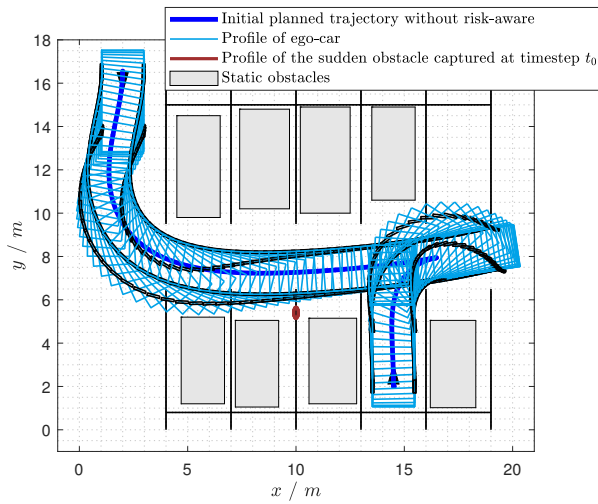 Initial planned trajectory without risk-aware
Profile of ego-car
Profile of the sudden obstacle captured at timestep t₀
Static obstacles
18
16
14
12
10
8
6
4
2
0
y / m
0 5 10 15 20
x / m